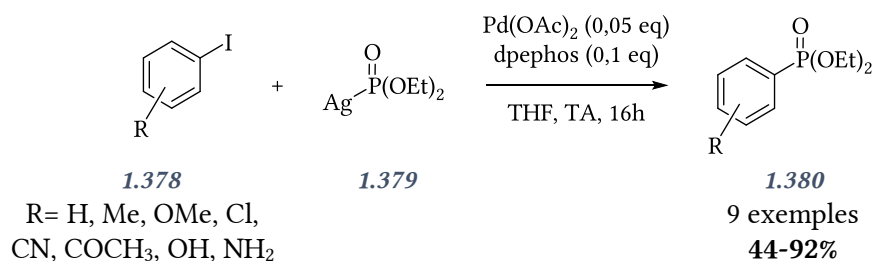 Pd(OAc)₂ (0,05 eq)
dpephos (0,1 eq)
THF, TA, 16h
I
R
+
O
Ag P(OEt)₂
O
P(OEt)₂
R
1.378 1.379 1.380
R= H, Me, OMe, Cl,
CN, COCH₃, OH, NH₂
9 exemples
44-92%